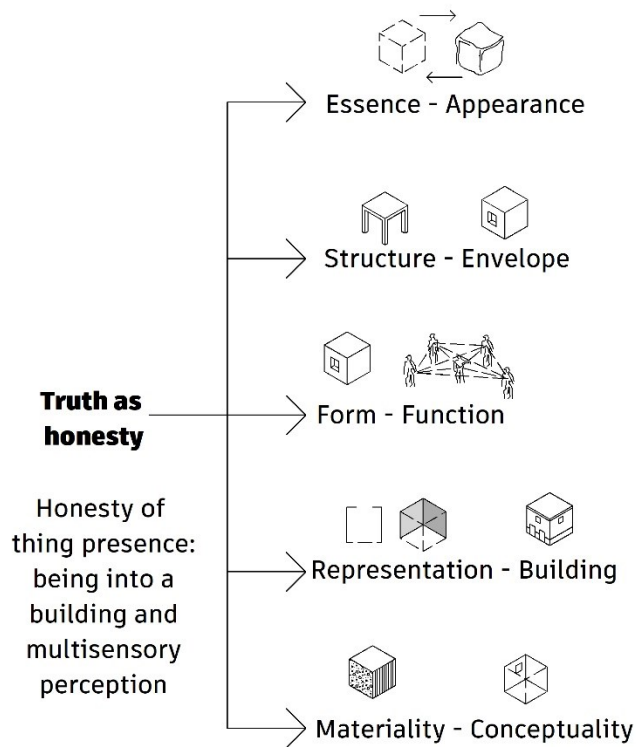 Essence - Appearance
Structure - Envelope
Form - Function
Truth as
honesty
Honesty of
thing presence:
being into a
building and
multisensory
perception
Representation - Building
Materiality - Conceptuality